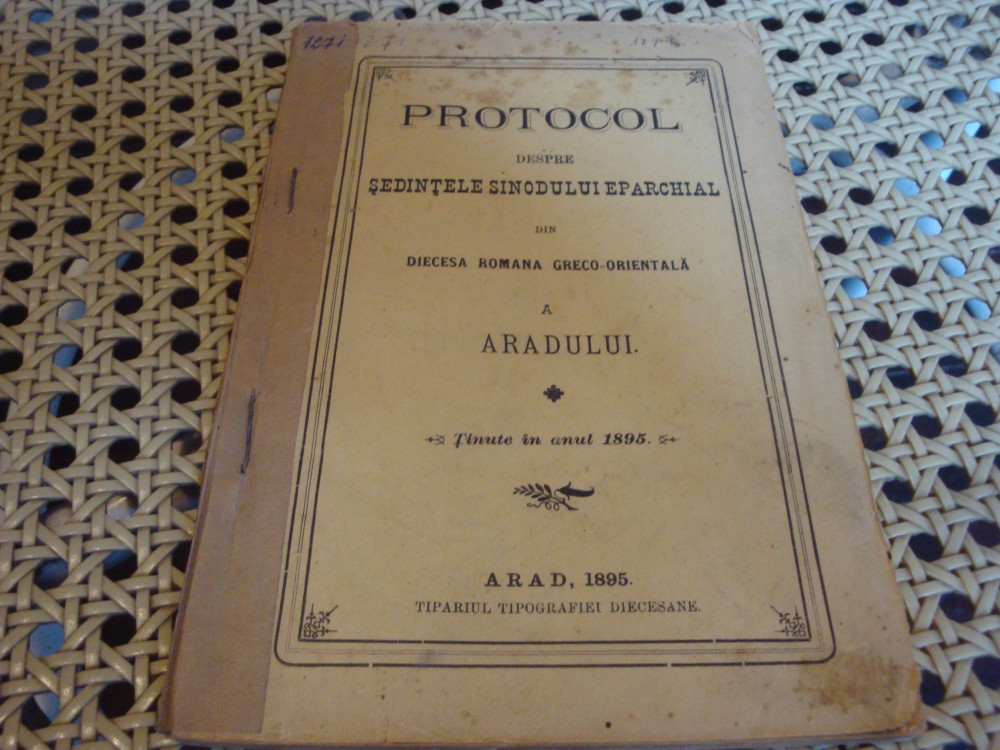 1271
PROTOCOL
DESPRE
ŞEDINŢELE SINODULUI EPARCHIAL
DIN
DIECESA ROMANA GRECO-ORIENTALĂ
A
ARADULUI.
Ţinute în anul 1895.
ARAD, 1895.
TIPARIUL TIPOGRAFIEI DIECESANE.